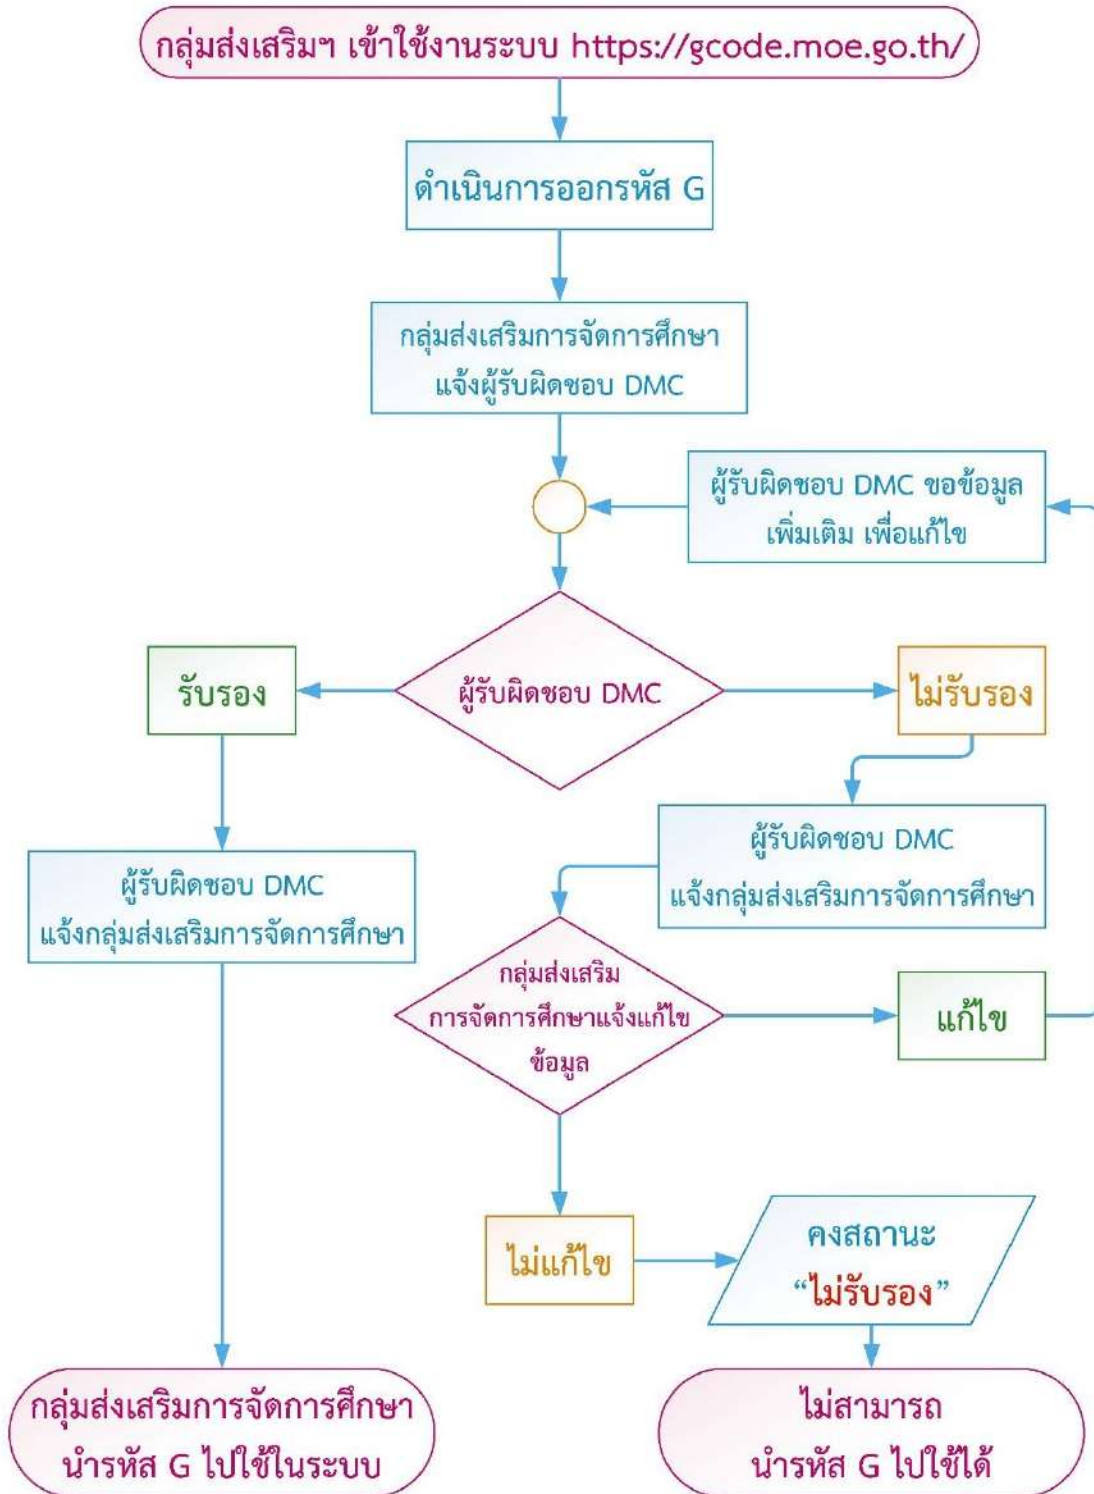 กลุ่มส่งเสริมฯ เข้าใช้งานระบบ https://gcode.moe.go.th/
ดำเนินการออกรหัส G
กลุ่มส่งเสริมการจัดการศึกษา
แจ้งผู้รับผิดชอบ DMC
ผู้รับผิดชอบ DMC ขอข้อมูล
เพิ่มเติม เพื่อแก้ไข
รับรอง
ผู้รับผิดชอบ DMC
ไม่รับรอง
ผู้รับผิดชอบ DMC
แจ้งกลุ่มส่งเสริมการจัดการศึกษา
ผู้รับผิดชอบ DMC
แจ้งกลุ่มส่งเสริมการจัดการศึกษา
กลุ่มส่งเสริม
การจัดการศึกษาแจ้งแก้ไข
ข้อมูล
แก้ไข
ไม่แก้ไข
คงสถานะ
“ไม่รับรอง”
กลุ่มส่งเสริมการจัดการศึกษา
นำรหัส G ไปใช้ในระบบ
ไม่สามารถ
นำรหัส G ไปใช้ได้